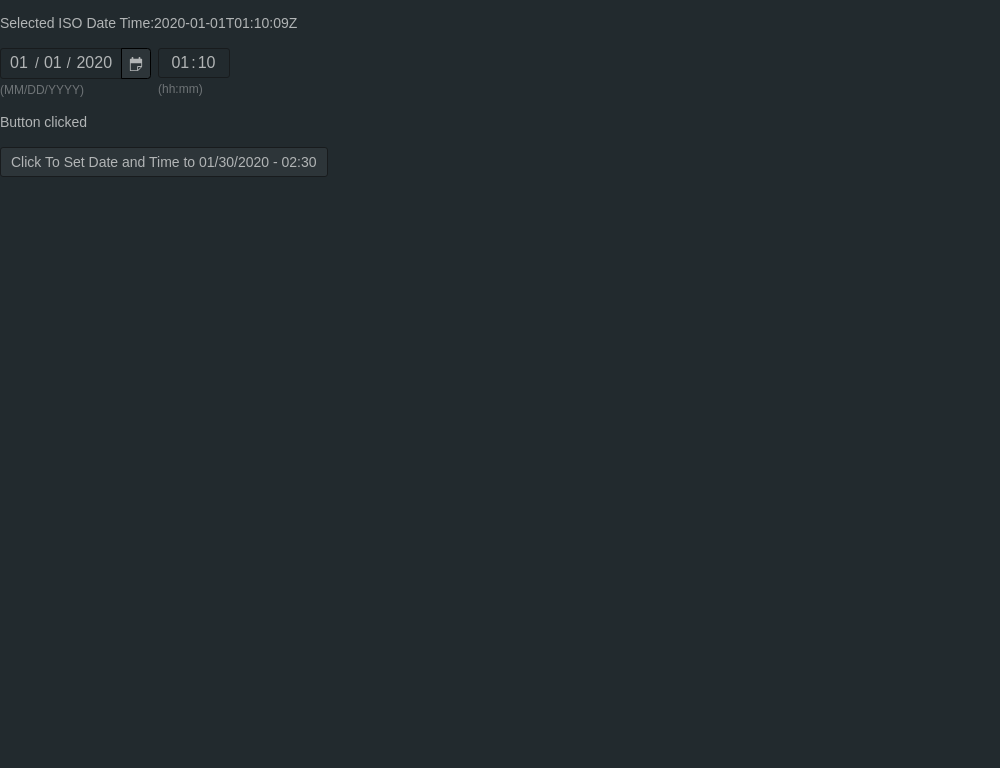 Selected ISO Date Time:2020-01-01T01:10:09Z
01 / 01 / 2020 01:10
(MM/DD/YYYY) (hh:mm)
Button clicked
Click To Set Date and Time to 01/30/2020 - 02:30